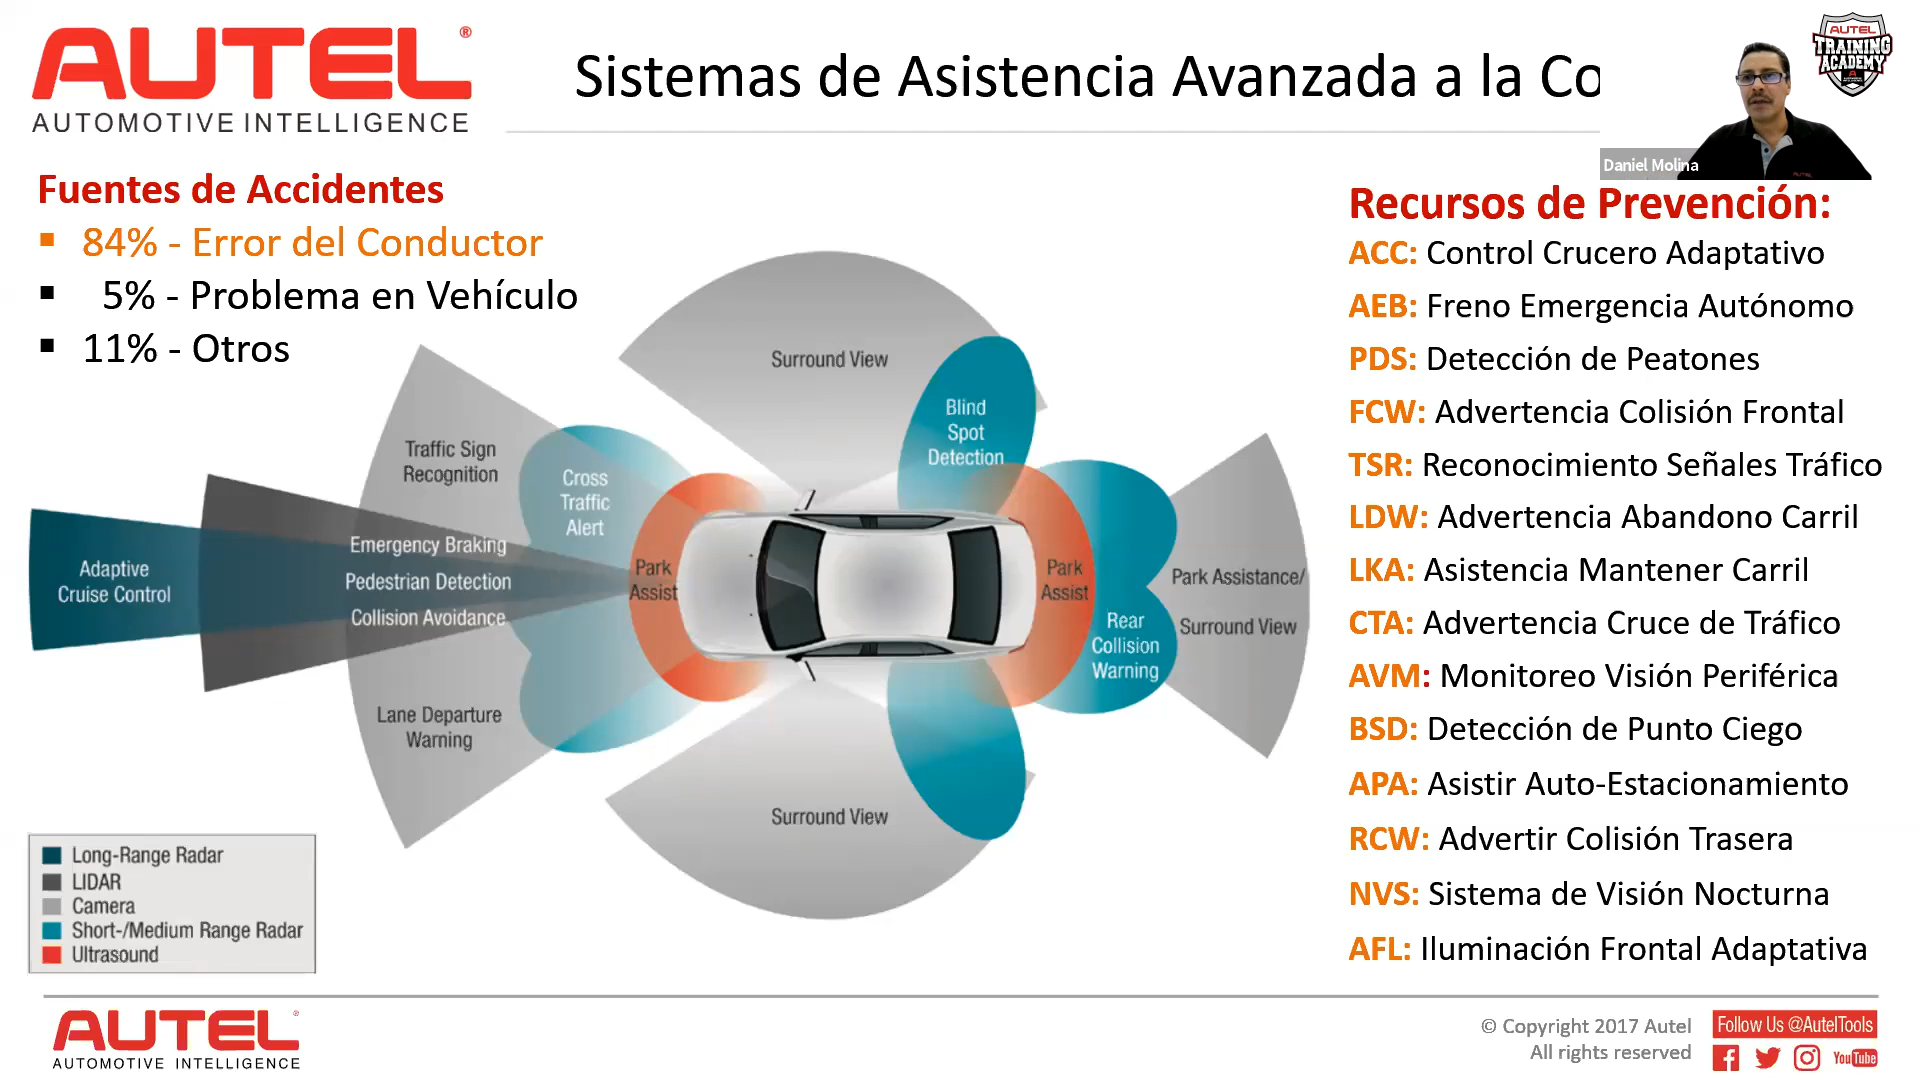 AUTEL®
AUTOMOTIVE INTELLIGENCE
Sistemas de Asistencia Avanzada a la Co
AUTEL
TRAINING
ACADEMY
Daniel Molina
Fuentes de Accidentes
▪ 84% - Error del Conductor
▪ 5% - Problema en Vehículo
▪ 11% - Otros
Surround View
Blind
Spot
Detection
Traffic Sign
Recognition
Cross
Traffic
Alert
Adaptive
Cruise Control
Emergency Braking
Pedestrian Detection
Collision Avoidance
Park
Assist
Park
Assist
Rear
Collision
Warning
Park Assistance/
Surround View
Lane Departure
Warning
Surround View
Long-Range Radar
LIDAR
Camera
Short-/Medium Range Radar
Ultrasound
Recursos de Prevención:
ACC: Control Crucero Adaptativo
AEB: Freno Emergencia Autónomo
PDS: Detección de Peatones
FCW: Advertencia Colisión Frontal
TSR: Reconocimiento Señales Tráfico
LDW: Advertencia Abandono Carril
LKA: Asistencia Mantener Carril
CTA: Advertencia Cruce de Tráfico
AVM: Monitoreo Visión Periférica
BSD: Detección de Punto Ciego
APA: Asistir Auto-Estacionamiento
RCW: Advertir Colisión Trasera
NVS: Sistema de Visión Nocturna
AFL: Iluminación Frontal Adaptativa
AUTEL®
AUTOMOTIVE INTELLIGENCE
© Copyright 2017 Autel
All rights reserved
Follow Us @AutelTools
YouTube